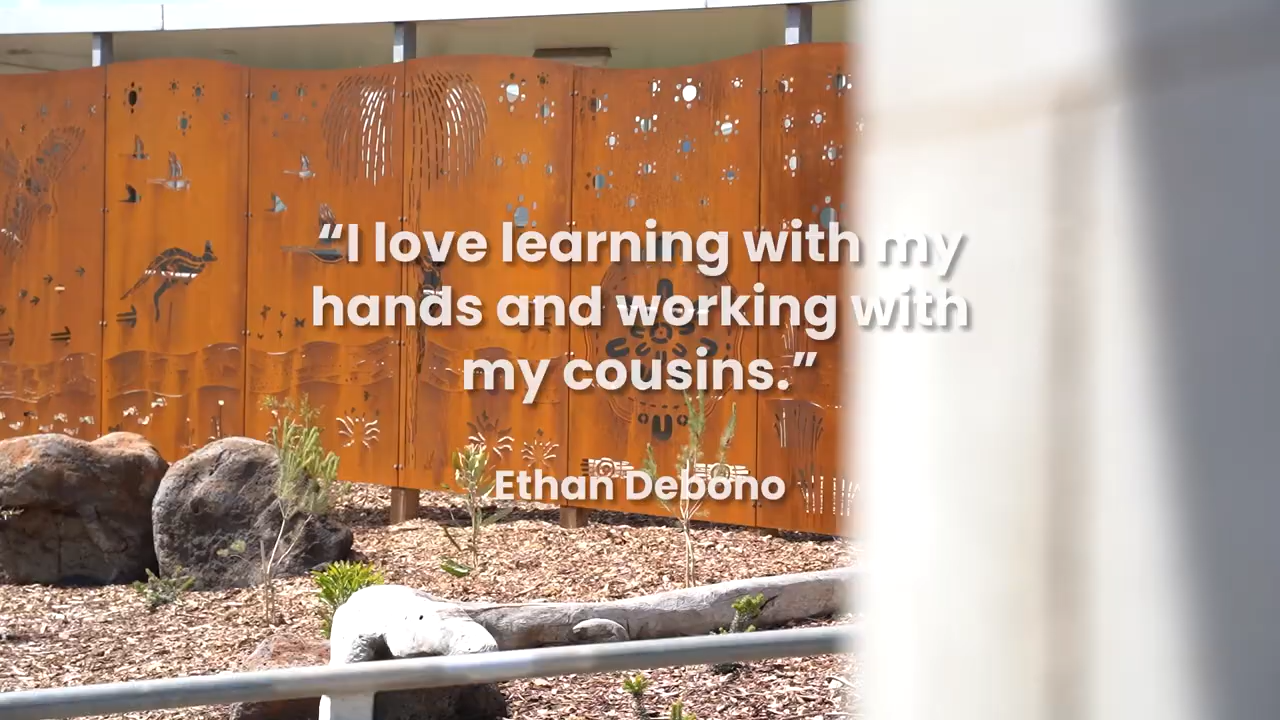 “I love learning with my
hands and working with
my cousins.”
Ethan Debono